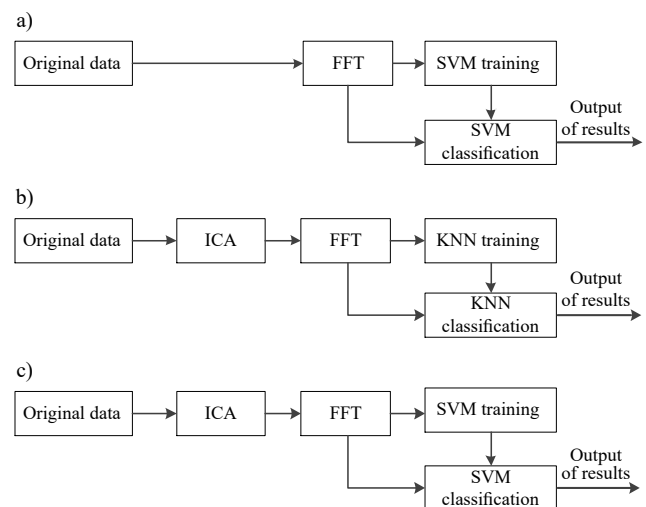 a)
Original data
FFT
SVM training
Output
of results
SVM
classification
b)
Original data
ICA
FFT
KNN training
Output
of results
KNN
classification
c)
Original data
ICA
FFT
SVM training
Output
of results
SVM
classification